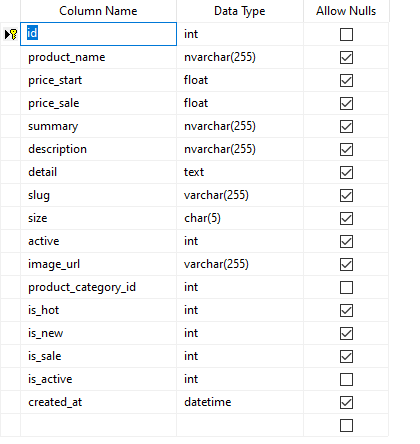 Column Name Data Type Allow Nulls
id int
product_name nvarchar(255)
price_start float
price_sale float
summary nvarchar(255)
description nvarchar(255)
detail text
slug varchar(255)
size char(5)
active int
image_url varchar(255)
product_category_id int
is_hot int
is_new int
is_sale int
is_active int
created_at datetime